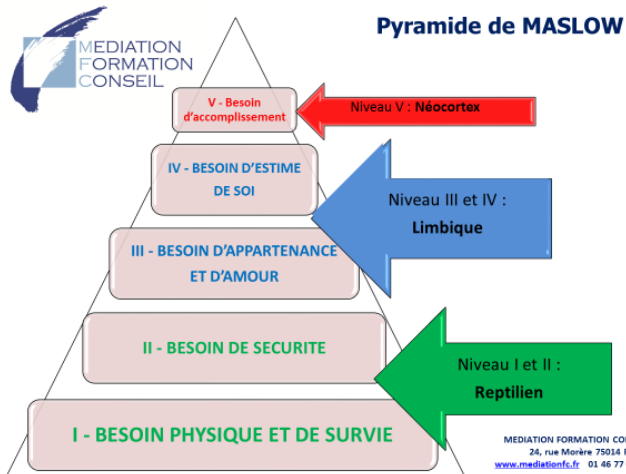 Pyramide de MASLOW
MEDIATION
FORMATION
CONSEIL
V - Besoin
d'accomplissement
Niveau V : Néocortex
IV - BESOIN D'ESTIME
DE SOI
Niveau III et IV :
Limbique
III - BESOIN D'APPARTENANCE
ET D'AMOUR
II - BESOIN DE SECURITE
Niveau I et II :
Reptilien
I - BESOIN PHYSIQUE ET DE SURVIE
MEDIATION FORMATION CO
24, rue Morère 75014
www.mediationfc.fr 01 46 77